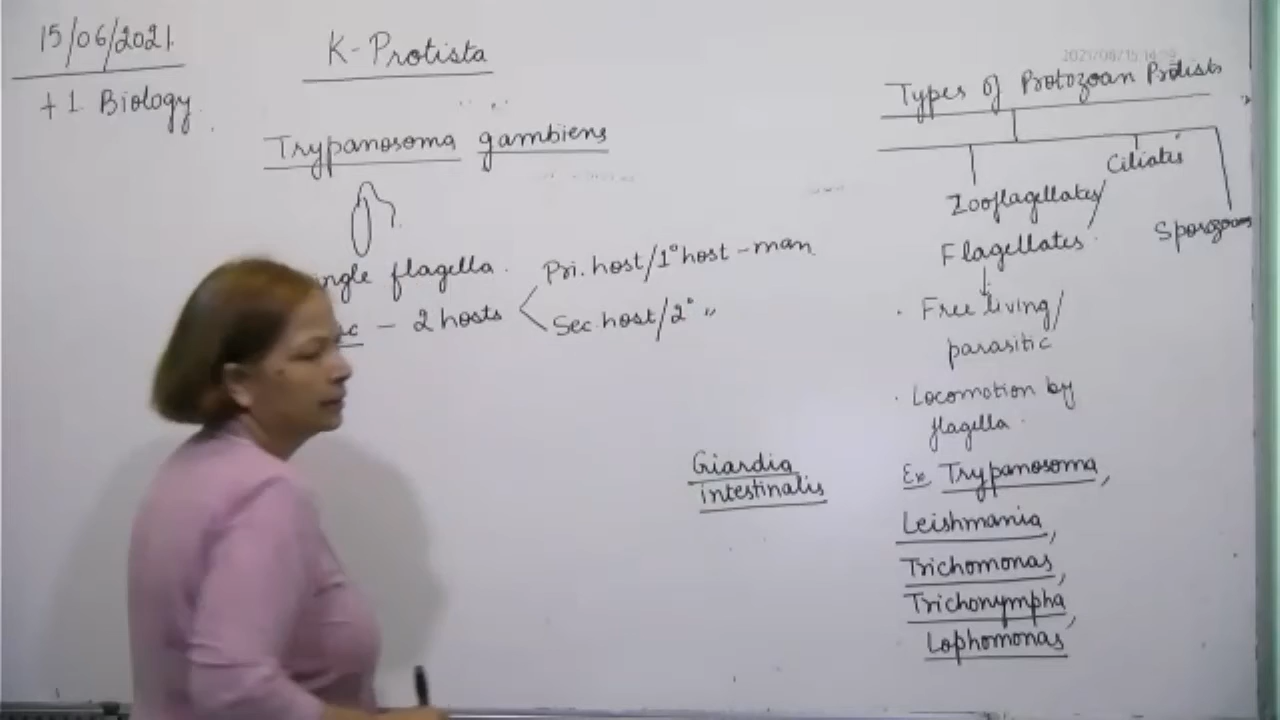 15/06/2021
+1 Biology
K-Protista
Trypanosoma gambiens
ngle flagella.
c - 2 hosts
Pri. host/1° host - man
Sec. host/2° "
Giardia
intestinalis
Types of Protozoan Protists
Zooflagellates/
Flagellates.
Ciliates
· Free living/
parasitic
· Locomotion by
flagella.
Ex Trypanosoma,
Leishmania,
Trichomonas,
Trichonympha,
Lophomonas